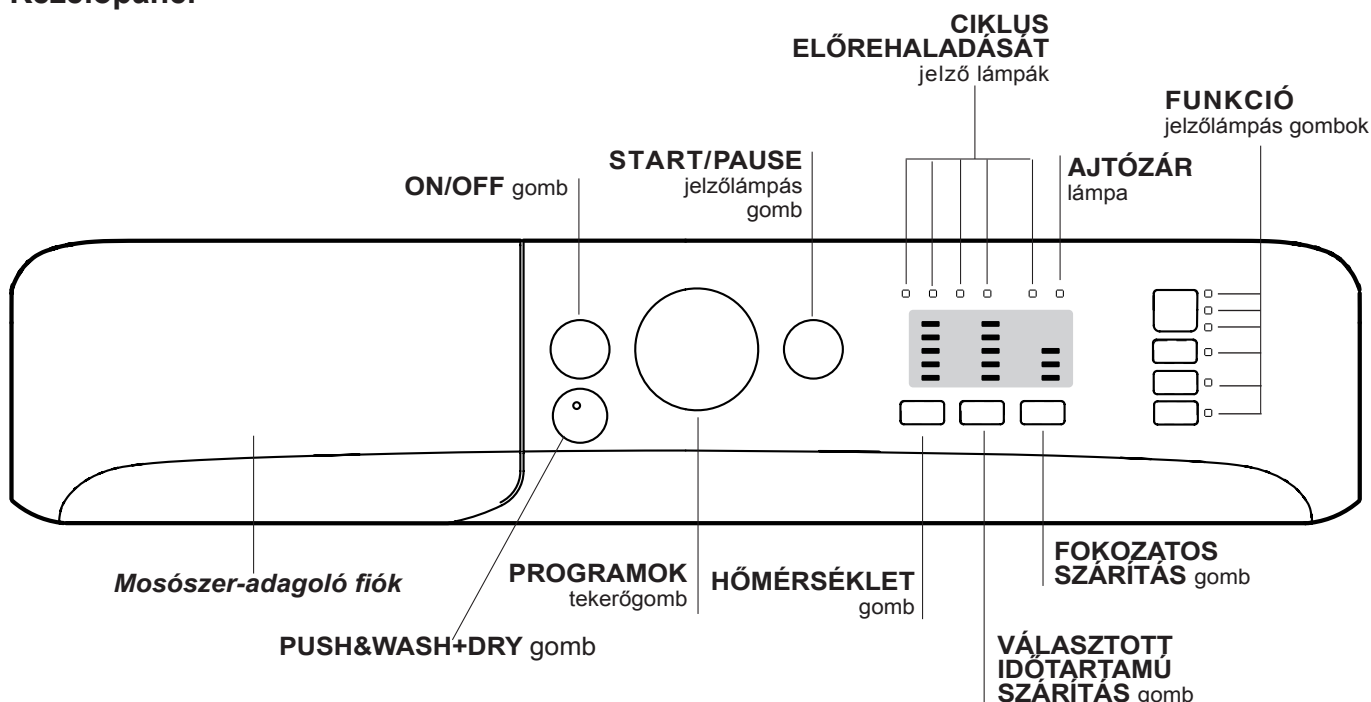 Kezelőpanel
CIKLUS
ELŐREHALADÁSÁT
jelző lámpák
FUNKCIÓ
jelzőlámpás gombok
START/PAUSE
jelzőlámpás
gomb
AJTÓZÁR
lámpa
ON/OFF gomb
Mosószer-adagoló fiók
PROGRAMOK
tekerőgomb
HŐMÉRSÉKLET
gomb
FOKOZATOS
SZÁRÍTÁS gomb
PUSH&WASH+DRY gomb
VÁLASZTOTT
IDŐTARTAMÚ
SZÁRÍTÁS gomb